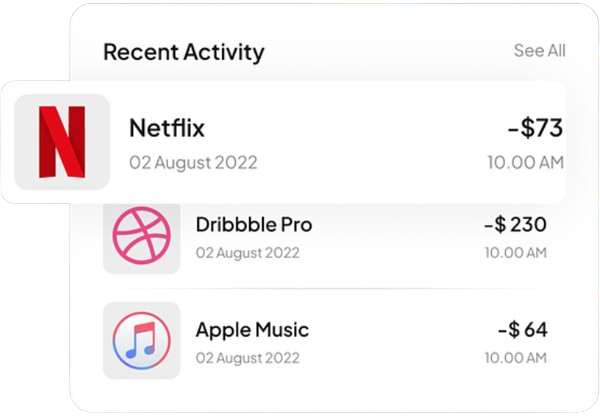 Recent Activity See All
Netflix -$73
02 August 2022 10.00 AM
Dribbble Pro -$ 230
02 August 2022 10.00 AM
Apple Music -$ 64
02 August 2022 10.00 AM